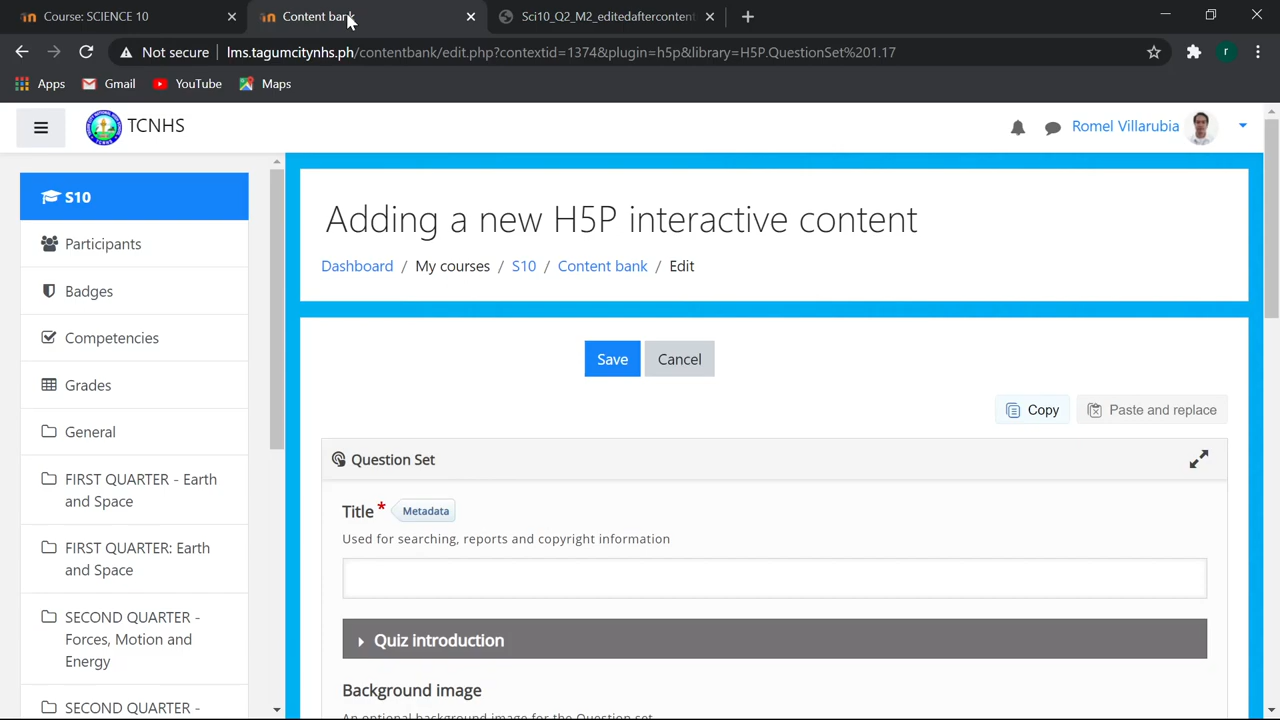 Course: SCIENCE 10
Content bank
Sci10_Q2_M2_editedaftercontent
Not secure
lms.tagumcitynhs.ph/contentbank/edit.php?contextid=1374&plugin=h5p&library=H5P.QuestionSet%201.17
r
Apps
Gmail
YouTube
Maps
TCNHS
Romel Villarubia
S10
Participants
Badges
Competencies
Grades
General
FIRST QUARTER - Earth
and Space
FIRST QUARTER: Earth
and Space
SECOND QUARTER -
Forces, Motion and
Energy
SECOND QUARTER -
Adding a new H5P interactive content
Dashboard / My courses / S10 / Content bank / Edit
Save
Cancel
Copy
Paste and replace
Question Set
Title*
Metadata
Used for searching, reports and copyright information
Quiz introduction
Background image
An optional background image for the Question set